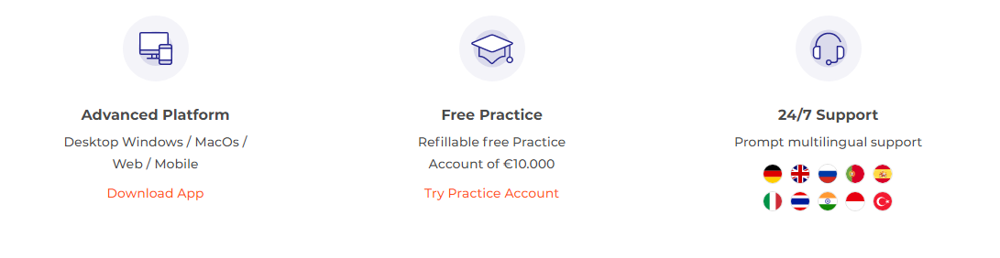 Advanced Platform
Desktop Windows / MacOs /
Web / Mobile
Download App
Free Practice
Refillable free Practice
Account of €10.000
Try Practice Account
24/7 Support
Prompt multilingual support